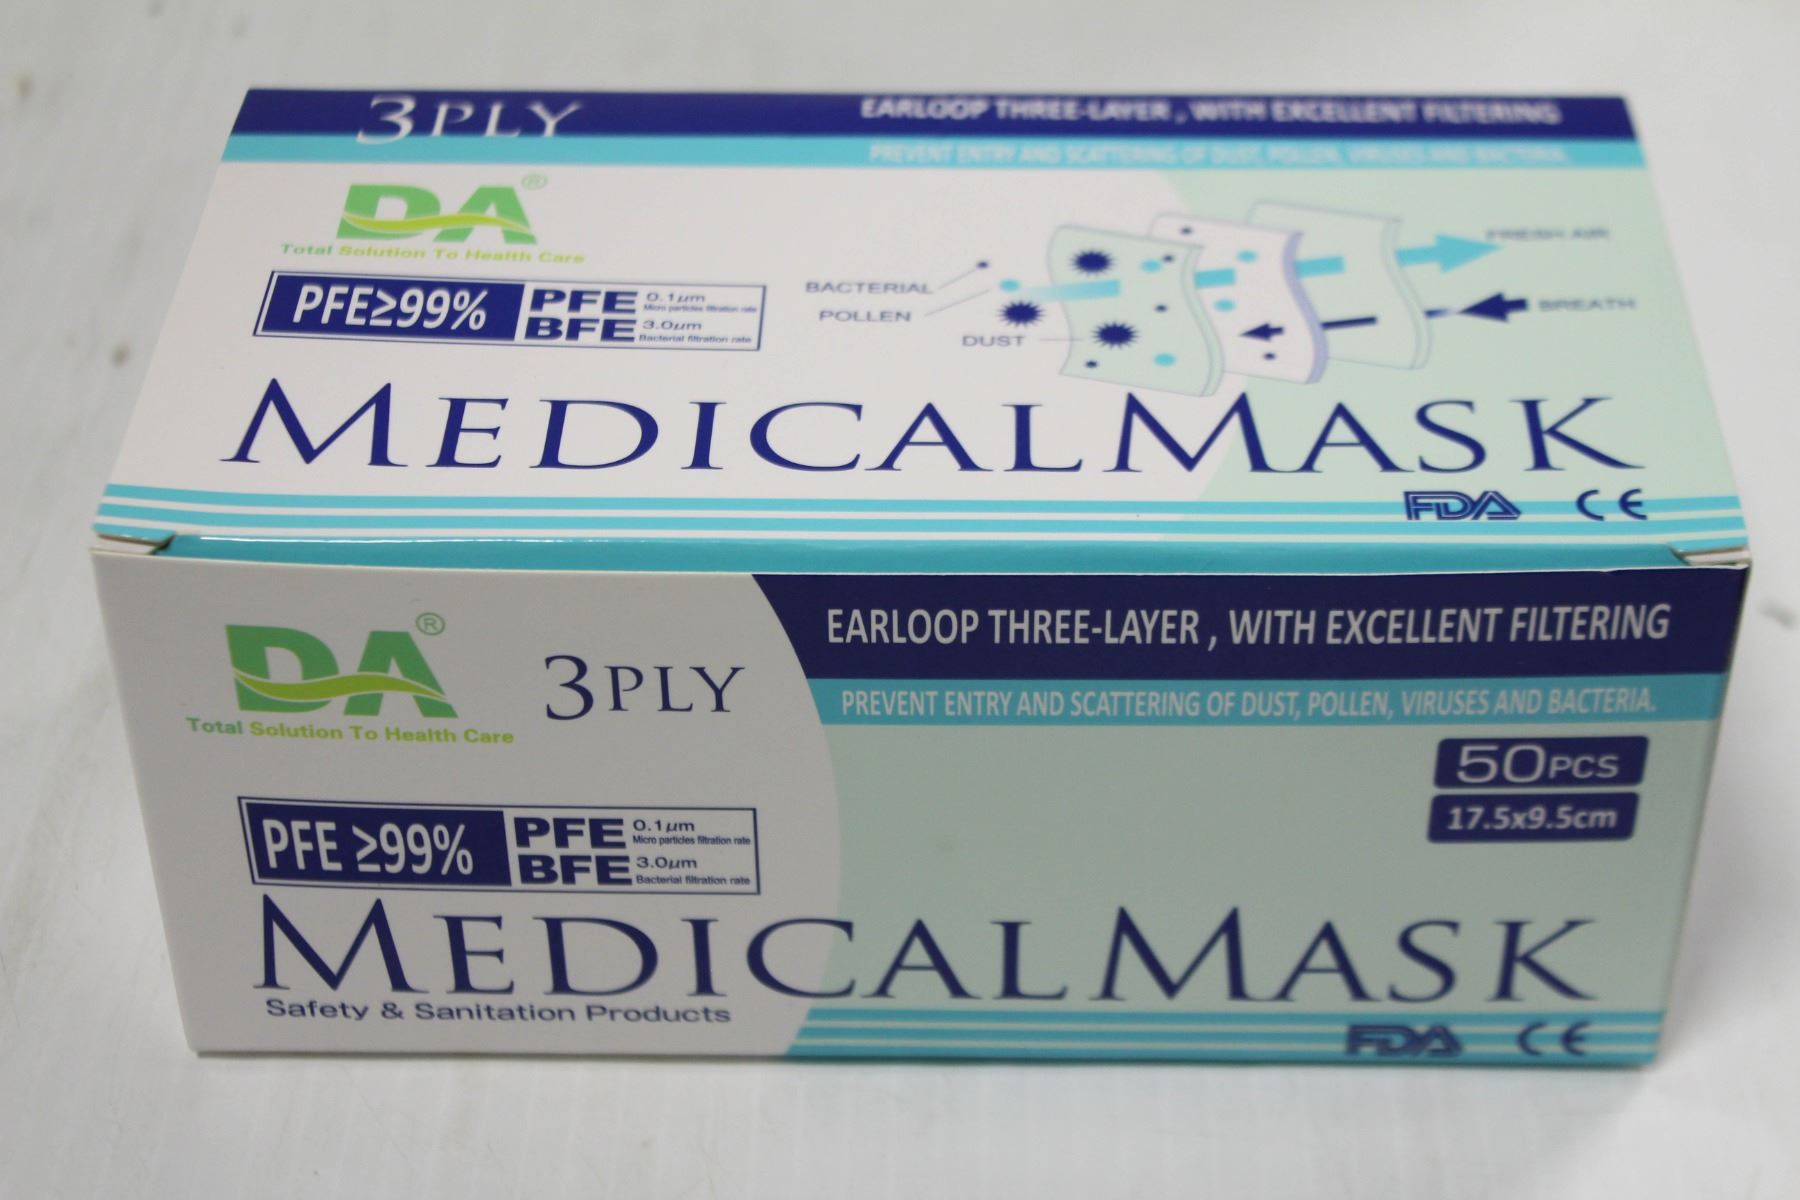 3PLY
EARLOOP THREE-LAYER , WITH EXCELLENT FILTERING
PREVENT ENTRY AND SCATTERING OF DUST, POLLEN, VIRUSES AND BACTERIA.
DA®
Total Solution To Health Care
PFE≥99%
PFE 0.1μm
Micro particles filtration rate
BFE 3.0μm
Bacterial filtration rate
BACTERIAL
POLLEN
DUST
FRESH AIR
BREATH
MEDICAL MASK
FDA CE
DA®
Total Solution To Health Care
3PLY
EARLOOP THREE-LAYER , WITH EXCELLENT FILTERING
PREVENT ENTRY AND SCATTERING OF DUST, POLLEN, VIRUSES AND BACTERIA.
50PCS
17.5x9.5cm
PFE ≥99%
PFE 0.1μm
Micro particles filtration rate
BFE 3.0μm
Bacterial filtration rate
MEDICAL MASK
Safety & Sanitation Products
FDA CE